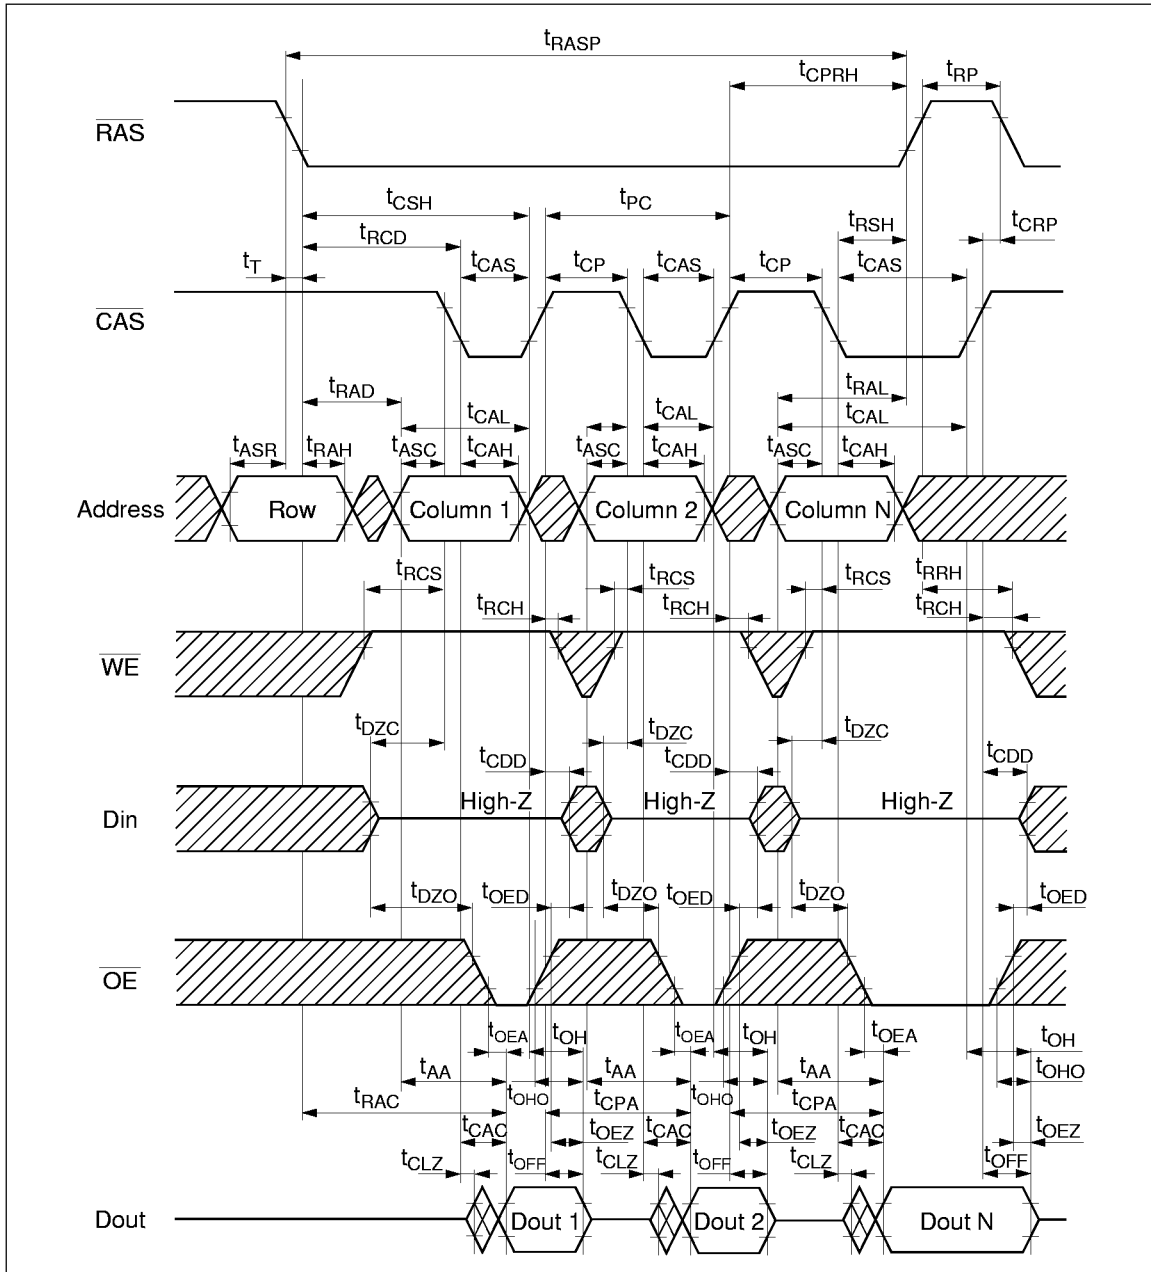 tRASP
tCPRH tRP
RAS
tCSH tPC
tRCD tRSH tCRP
tT tCAS tCP tCAS tCP tCAS
CAS
tRAD tRAL
tCAL tCAL tCAL
tASR tRAH tASC tCAH tASC tCAH tASC tCAH
Address Row Column 1 Column 2 Column N
tRCS tRCS tRCS tRRH
tRCH tRCH tRCH
WE
tDZC tDZC tDZC
tCDD tCDD tCDD
High-Z High-Z High-Z
Din
tDZO tOED tDZO tOED tDZO tOED
OE
tOEA tOH tOEA tOH tOEA tOH
tAA tOHO tAA tOHO tAA tOHO
tRAC tCPA tCPA
tCAC tOEZ tCAC tOEZ tCAC tOEZ
tCLZ tOFF tCLZ tOFF tCLZ tOFF
Dout Dout 1 Dout 2 Dout N